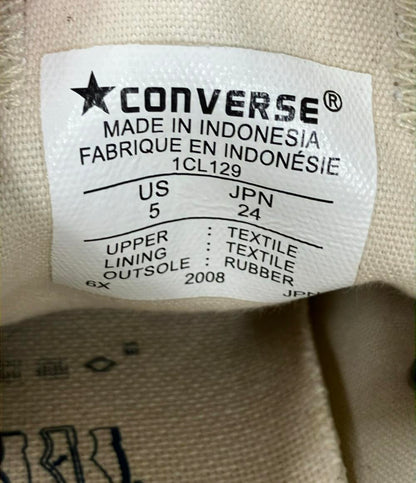 ★CONVERSE®
MADE IN INDONESIA
FABRIQUE EN INDONÉSIE
1CL129
US JPN
5 24
UPPER : TEXTILE
LINING : TEXTILE
OUTSOLE : RUBBER
6X 2008 JPN